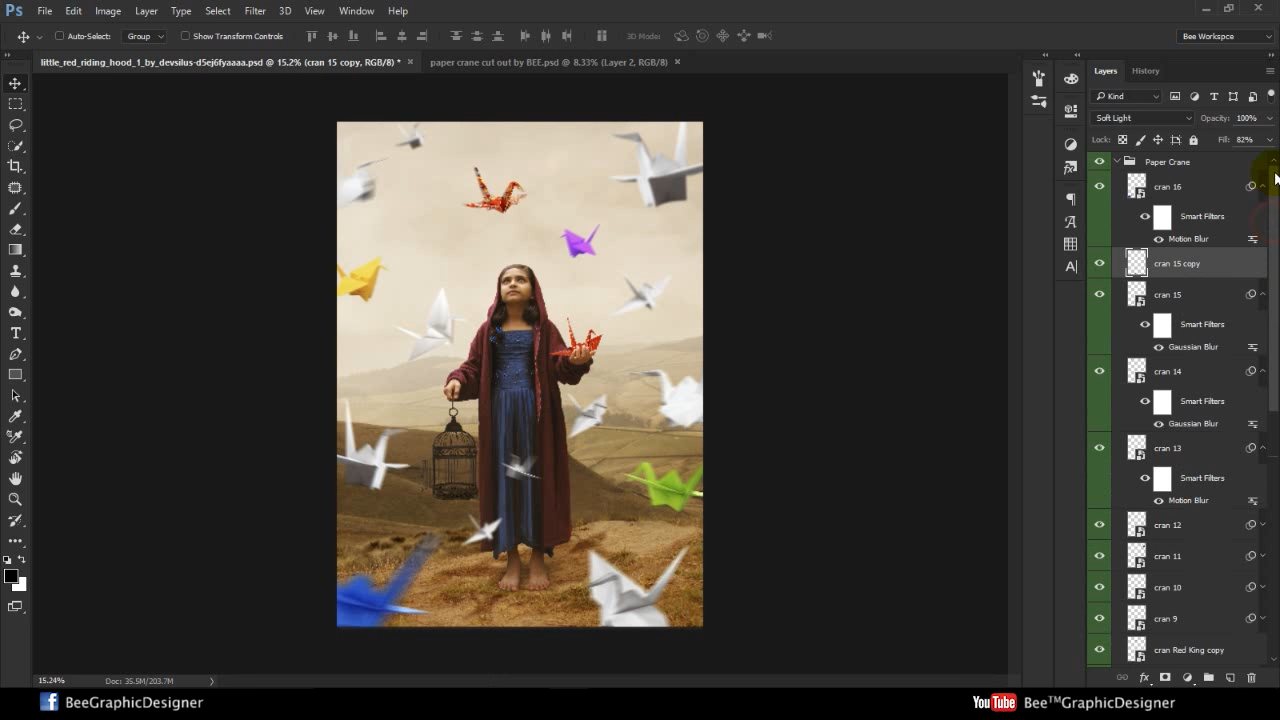 Ps File Edit Image Layer Type Select Filter 3D View Window Help
Auto-Select: Group Show Transform Controls 3D Mode: Bee Workspce
little_red_riding_hood_1_by_devsilus-d5ej6fyaaaa.psd @ 15.2% (cran 15 copy, RGB/8) * × paper crane cut out by BEE.psd @ 8.33% (Layer 2, RGB/8) ×
Layers History
Kind
Soft Light Opacity: 100%
Lock: Fill: 82%
Paper Crane
cran 16
Smart Filters
Motion Blur
cran 15 copy
cran 15
Smart Filters
Gaussian Blur
cran 14
Smart Filters
Gaussian Blur
cran 13
Smart Filters
Motion Blur
cran 12
cran 11
cran 10
cran 9
cran Red King copy
15.24% Doc: 35.5M/203.7M
BeeGraphicDesigner YouTube Bee™GraphicDesigner